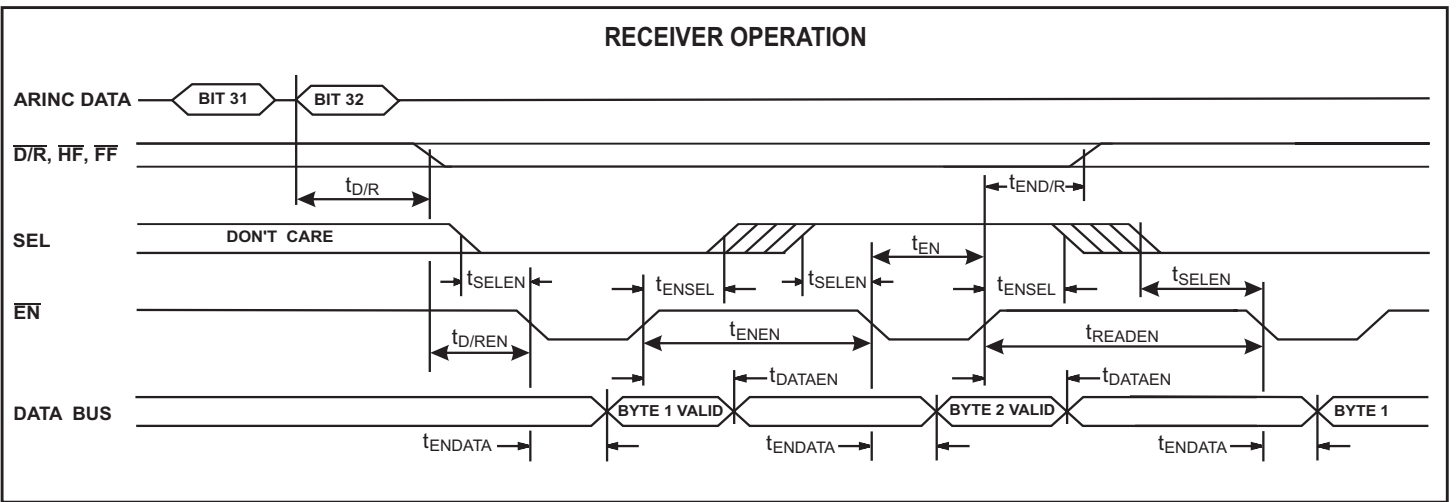 RECEIVER OPERATION
ARINC DATA BIT 31 BIT 32
D/R, HF, FF
tD/R tEND/R
SEL DON'T CARE
tEN
tSELEN tENSEL tSELEN tENSEL tSELEN
EN
tD/REN tENEN tREADEN
tDATAEN tDATAEN
DATA BUS BYTE 1 VALID BYTE 2 VALID BYTE 1
tENDATA tENDATA tENDATA